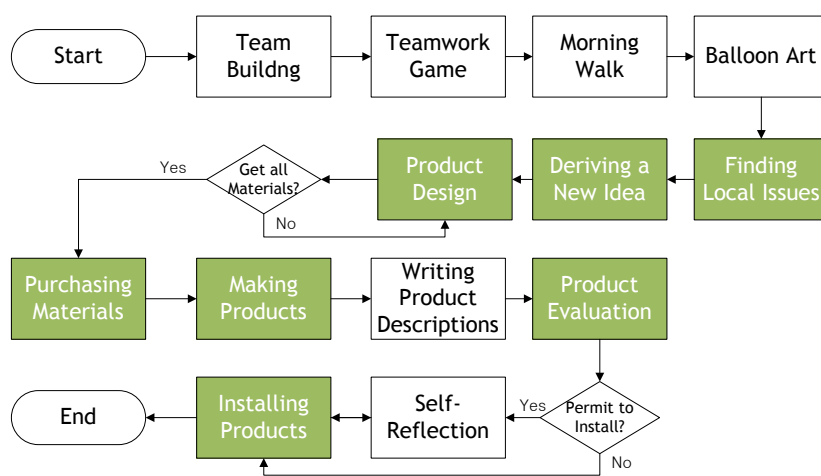 Start
Team
Buildng
Teamwork
Game
Morning
Walk
Balloon Art
Finding
Local Issues
Deriving a
New Idea
Product
Design
Get all
Materials?
Yes
No
Purchasing
Materials
Making
Products
Writing
Product
Descriptions
Product
Evaluation
Permit to
Install?
Yes
No
Self-
Reflection
Installing
Products
End